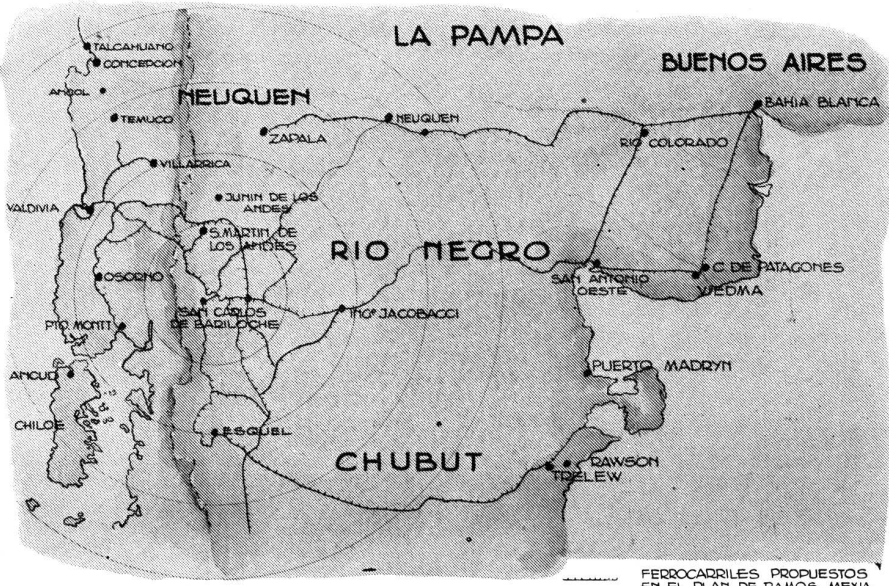 LA PAMPA
BUENOS AIRES
TALCAHUANO
CONCEPCION
ANGOL
NEUQUEN
BAHIA BLANCA
TEMUCO
NEUQUEN
ZAPALA
RIO COLORADO
VILLARRICA
JUNIN DE LOS
ANDES
VALDIVIA
S. MARTIN DE
LOS ANDES
RIO NEGRO
C. DE PATAGONES
SAN ANTONIO
OESTE
VIEDMA
OSORNO
SAN CARLOS
DE BARILOCHE
INGº JACOBACCI
PTO. MONTT
ANCUD
PUERTO MADRYN
CHILOE
ESQUEL
CHUBUT
RAWSON
TRELEW
FERROCARRILES PROPUESTOS
EN EL PLAN DE RAMOS MEXIA